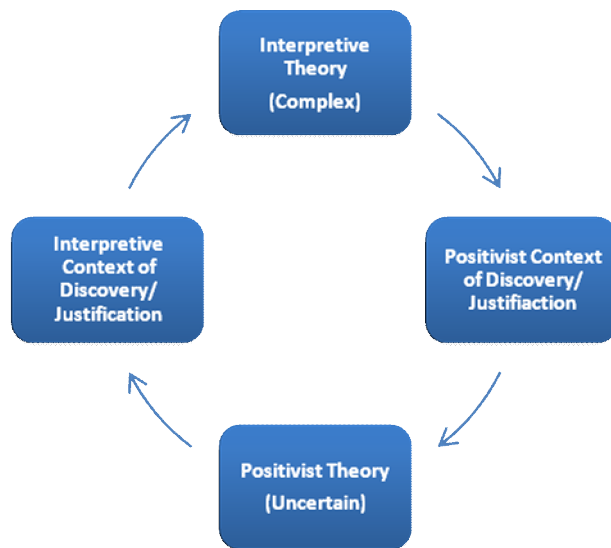 Interpretive
Theory
(Complex)
Interpretive
Context of
Discovery/
Justification
Positivist Context
of Discovery/
Justifiaction
Positivist Theory
(Uncertain)